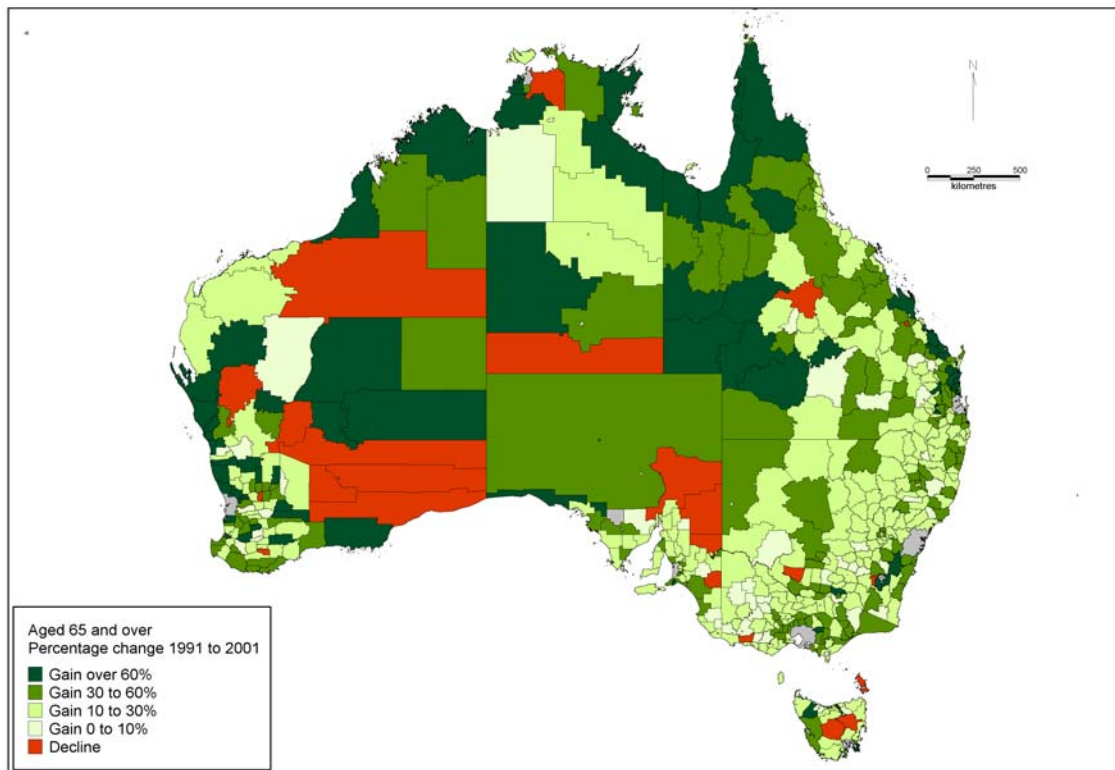 N
0 250 500
kilometres
Aged 65 and over
Percentage change 1991 to 2001
Gain over 60%
Gain 30 to 60%
Gain 10 to 30%
Gain 0 to 10%
Decline